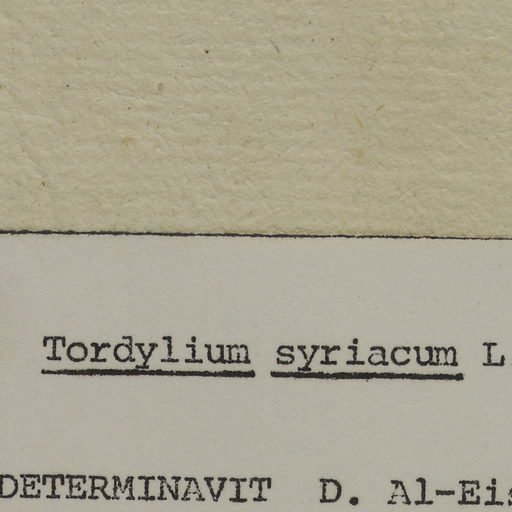 Tordylium syriacum L.
DETERMINAVIT D. Al-Eis